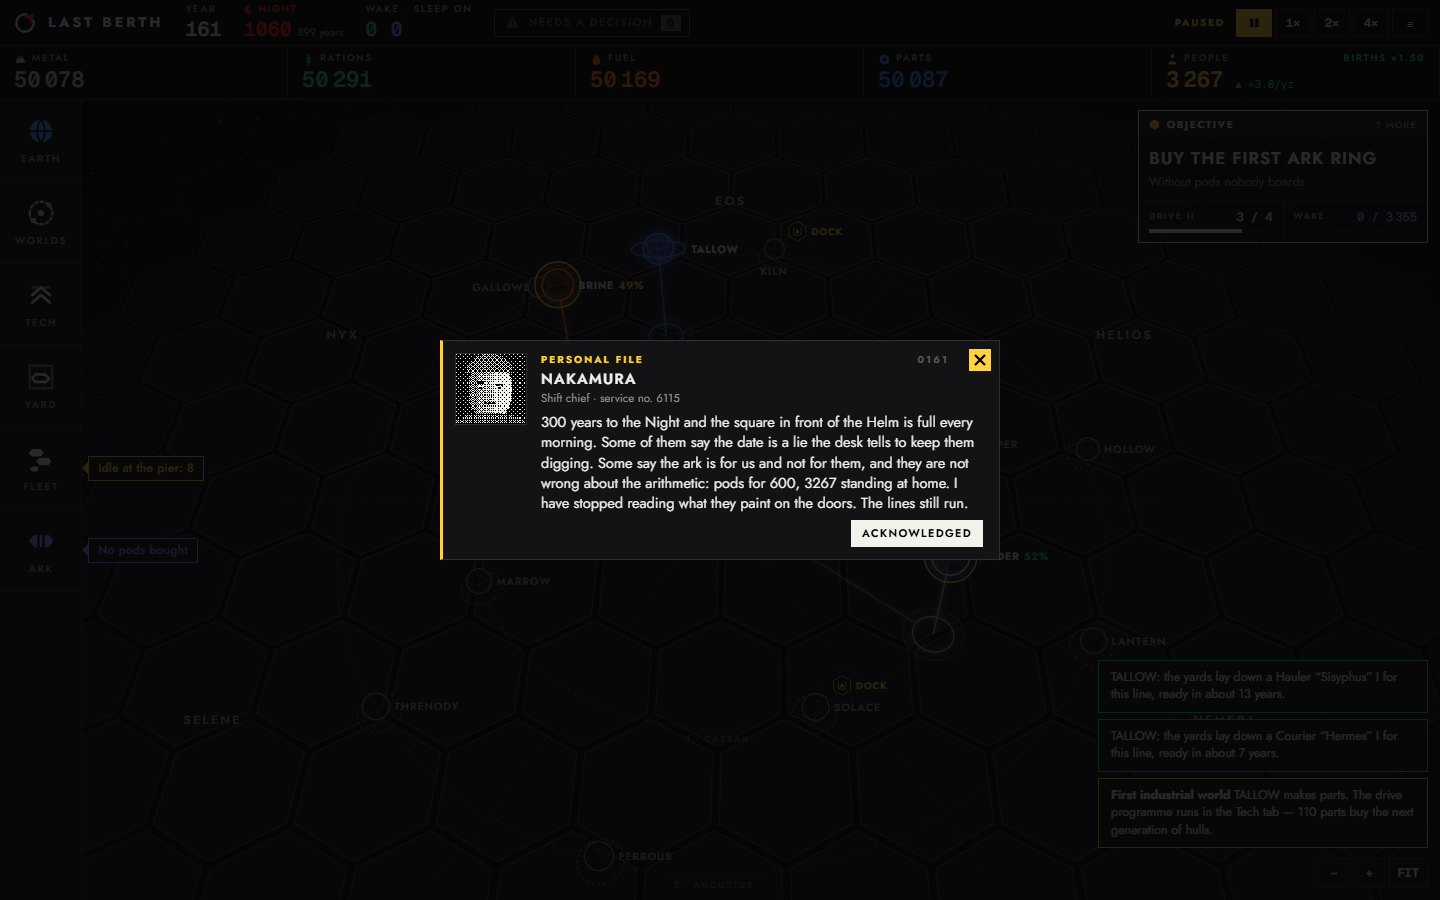 LAST BERTH
YEAR
161
NIGHT
1060 899 years
WAKE · SLEEP ON
0 0
NEEDS A DECISION 0
PAUSED
1×
2×
4×
≡
METAL
50 078
RATIONS
50 291
FUEL
50 169
PARTS
50 087
PEOPLE
BIRTHS ×1.50
3 267
▲ +3.0/yr
EARTH
WORLDS
TECH
YARD
FLEET
ARK
Idle at the pier: 8
No pods bought
OBJECTIVE
1 MORE
BUY THE FIRST ARK RING
Without pods nobody boards
DRIVE II
3 / 4
WAKE
0 / 3 355
EOS
DOCK
TALLOW
KILN
GALLOWS
BRINE 49%
NYX
HELIOS
PERSONAL FILE
0161
NAKAMURA
Shift chief · service no. 6115
300 years to the Night and the square in front of the Helm is full every
morning. Some of them say the date is a lie the desk tells to keep them
digging. Some say the ark is for us and not for them, and they are not
wrong about the arithmetic: pods for 600, 3267 standing at home. I
have stopped reading what they paint on the doors. The lines still run.
ACKNOWLEDGED
PER
HOLLOW
DER 52%
MARROW
LANTERN
DOCK
THRENODY
SOLACE
SELENE
1 · CAESAR
FERROUS
2 · AUGUSTUS
TALLOW: the yards lay down a Hauler “Sisyphus” I for
this line, ready in about 13 years.
TALLOW: the yards lay down a Courier “Hermes” I for
this line, ready in about 7 years.
First industrial world TALLOW makes parts. The drive
programme runs in the Tech tab — 110 parts buy the next
generation of hulls.
−
+
FIT